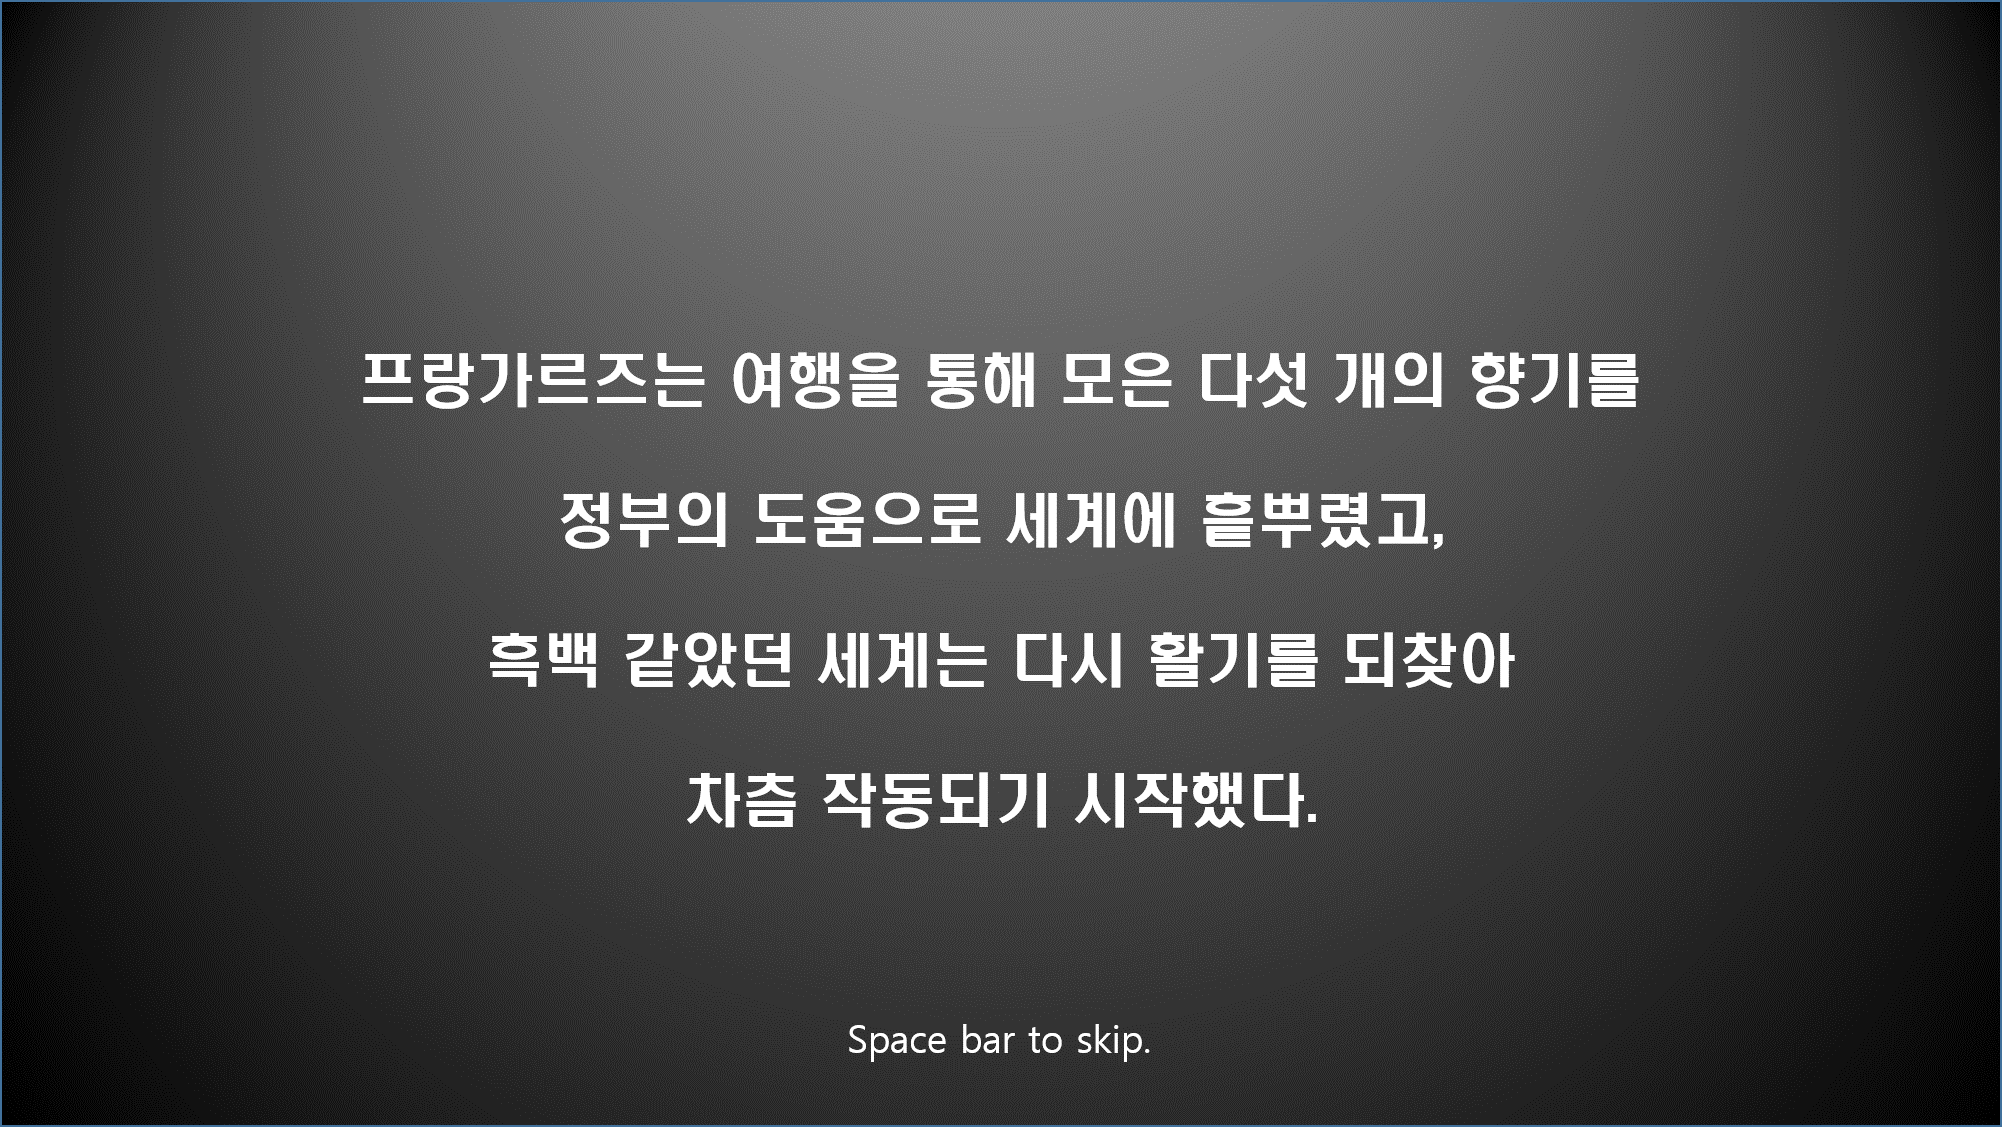 프랑가르즈는 여행을 통해 모은 다섯 개의 향기를
정부의 도움으로 세계에 흩뿌렸고,
흑백 같았던 세계는 다시 활기를 되찾아
차츰 작동되기 시작했다.
Space bar to skip.